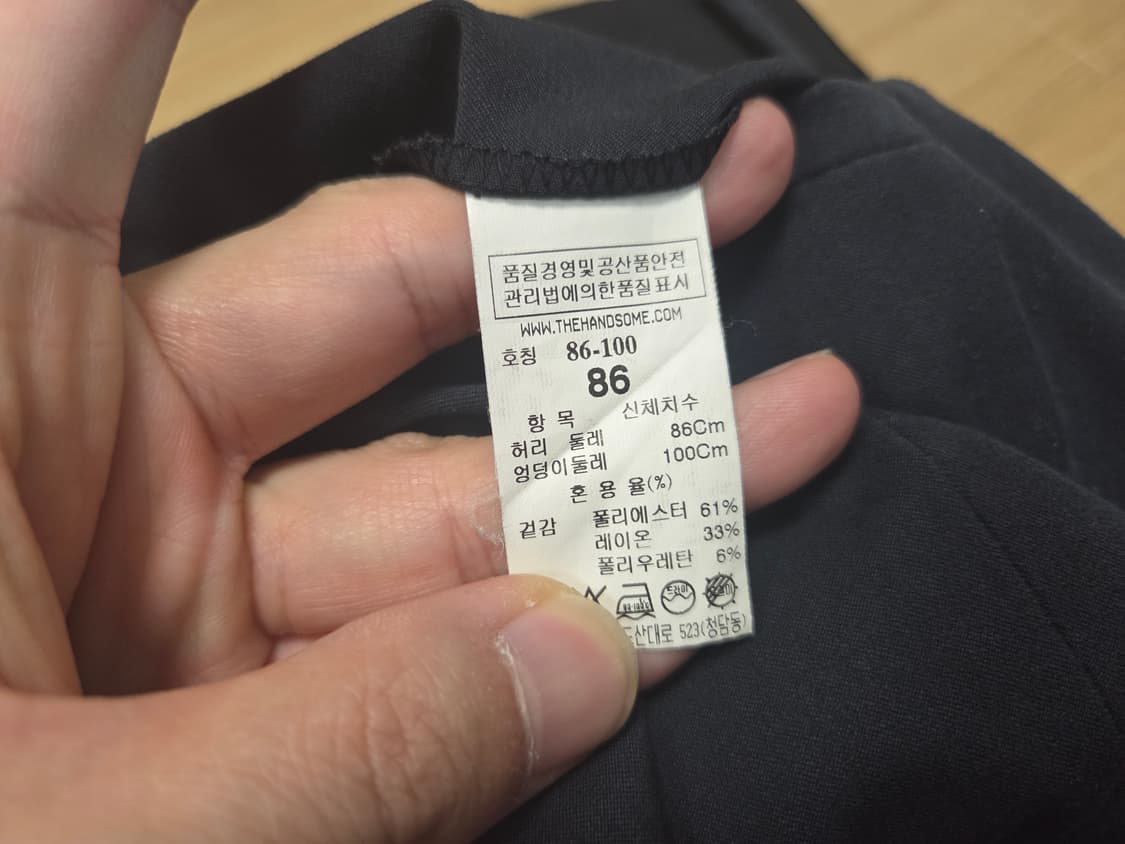 품질경영및공산품안전
관리법에의한품질표시
WWW.THEHANDSOME.COM
호칭 86-100
86
항 목 신체치수
허리 둘레 86Cm
엉덩이둘레 100Cm
혼 용 율(%)
겉감 폴리에스터 61%
레이온 33%
폴리우레탄 6%
드라이
산대로 523(청담동)